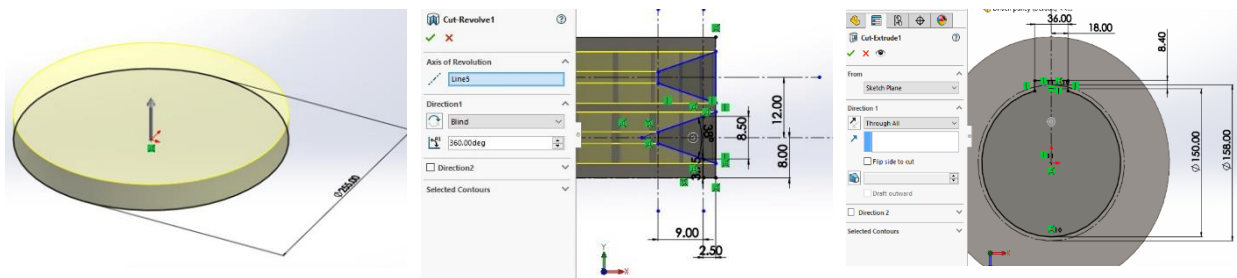 Ø255.00
Cut-Revolve1
Axis of Revolution
Line5
Direction1
Blind
360.00deg
Direction2
Selected Contours
12.00
8.50
8.00
38°
9.00
2.50
Y
X
Cut-Extrude1
From
Sketch Plane
Direction 1
Through All
Flip side to cut
Draft outward
Direction 2
Selected Contours
36.00
18.00
8.40
Ø150.00
Ø158.00